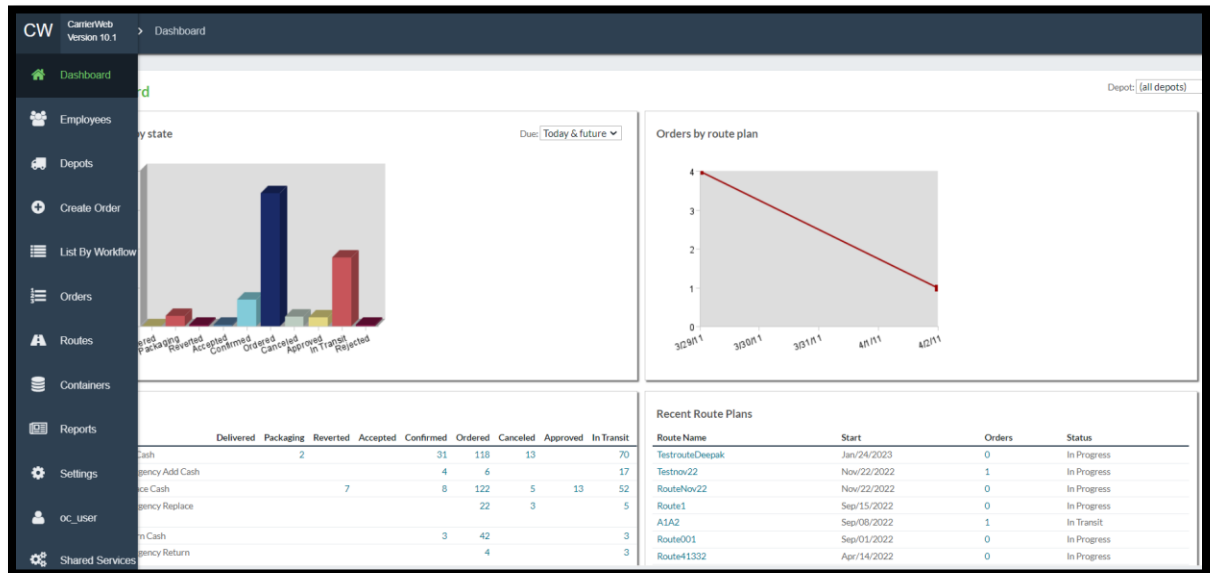 CW
CarrierWeb
Version 10.1
> Dashboard
Dashboard
Employees
Depots
Create Order
List By Workflow
Orders
Routes
Containers
Reports
Settings
oc_user
Shared Services
rd
Depot: (all depots)
y state
Due: Today & future
ered Packaging Reverted Accepted Confirmed Ordered Canceled Approved In Transit Rejected
Orders by route plan
4
3
2
1
0
3/29/11 3/30/11 3/31/11 4/1/11 4/2/11
Delivered Packaging Reverted Accepted Confirmed Ordered Canceled Approved In Transit
Cash 2 31 118 13 70
gency Add Cash 4 6 17
ce Cash 7 8 122 5 13 52
gency Replace 22 3 5
n Cash 3 42 3
gency Return 4 3
Recent Route Plans
Route Name Start Orders Status
TestrouteDeepak Jan/24/2023 0 In Progress
Testnov22 Nov/22/2022 1 In Progress
RouteNov22 Nov/22/2022 0 In Progress
Route1 Sep/15/2022 0 In Progress
A1A2 Sep/08/2022 1 In Transit
Route001 Sep/01/2022 0 In Progress
Route41332 Apr/14/2022 0 In Progress